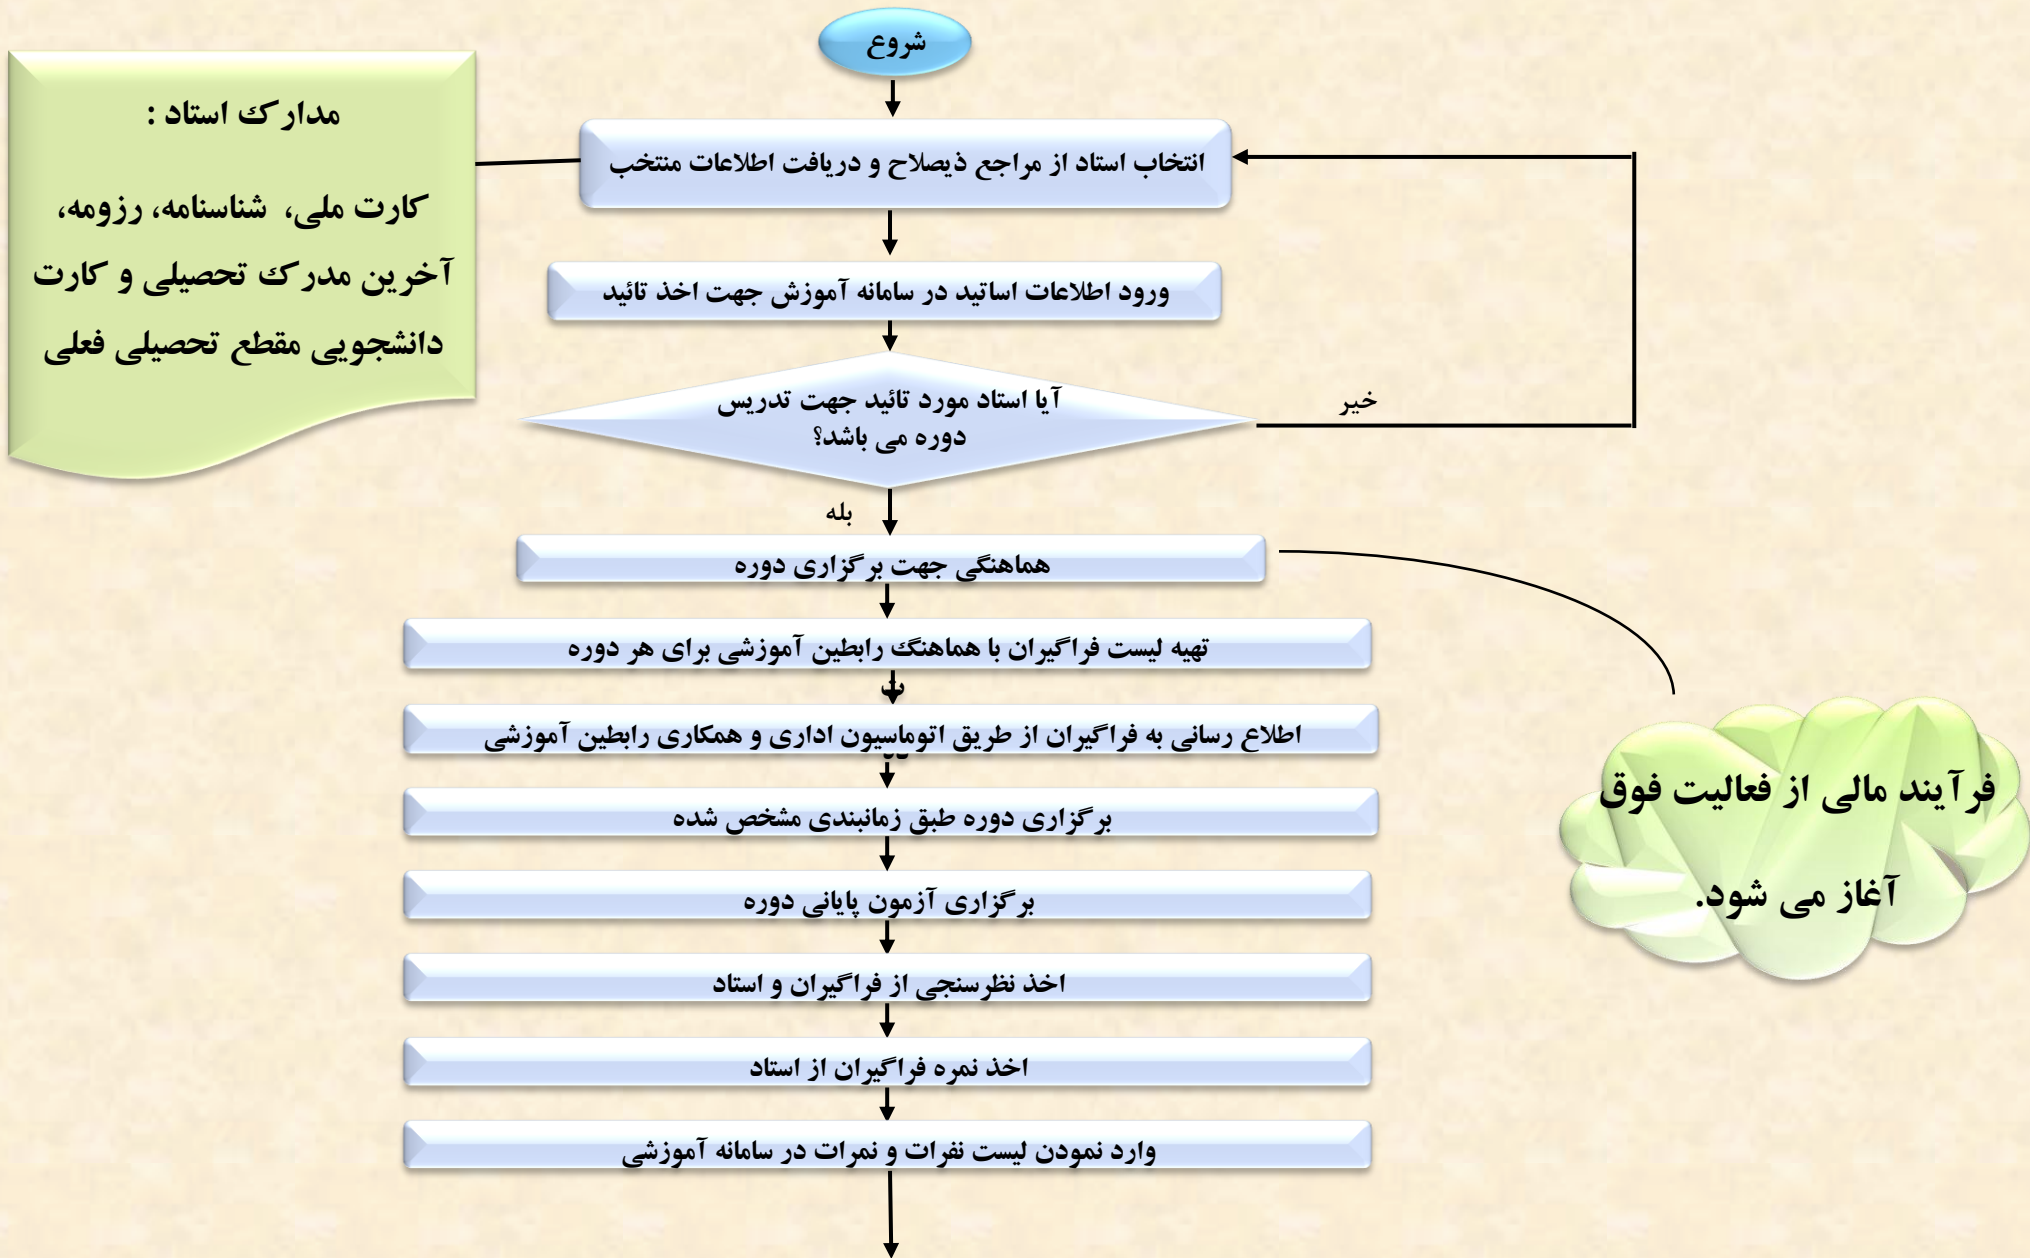 شروع
مدارک استاد :
کارت ملی، شناسنامه، رزومه،
آخرین مدرک تحصیلی و کارت
دانشجویی مقطع تحصیلی فعلی
انتخاب استاد از مراجع ذیصلاح و دریافت اطلاعات منتخب
ورود اطلاعات اساتید در سامانه آموزش جهت اخذ تائید
آیا استاد مورد تائید جهت تدریس
دوره می باشد؟
خیر
بله
هماهنگی جهت برگزاری دوره
تهیه لیست فراگیران با هماهنگ رابطین آموزشی برای هر دوره
اطلاع رسانی به فراگیران از طریق اتوماسیون اداری و همکاری رابطین آموزشی
برگزاری دوره طبق زمانبندی مشخص شده
برگزاری آزمون پایانی دوره
اخذ نظرسنجی از فراگیران و استاد
اخذ نمره فراگیران از استاد
وارد نمودن لیست نفرات و نمرات در سامانه آموزشی
فرآیند مالی از فعالیت فوق
آغاز می شود.